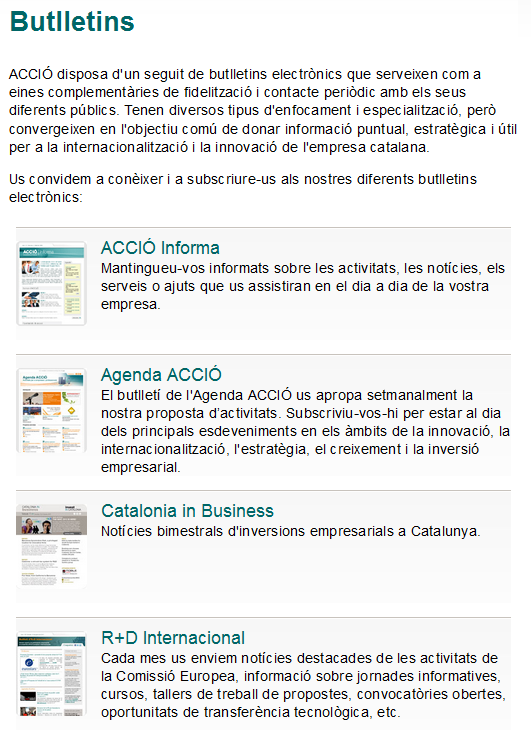 Butlletins
ACCIÓ disposa d'un seguit de butlletins electrònics que serveixen com a
eines complementàries de fidelització i contacte periòdic amb els seus
diferents públics. Tenen diversos tipus d'enfocament i especialització, però
convergeixen en l'objectiu comú de donar informació puntual, estratègica i útil
per a la internacionalització i la innovació de l'empresa catalana.
Us convidem a conèixer i a subscriure-us als nostres diferents butlletins
electrònics:
ACCIÓ Informa
Mantingueu-vos informats sobre les activitats, les notícies, els
serveis o ajuts que us assistiran en el dia a dia de la vostra
empresa.
Agenda ACCIÓ
El butlletí de l'Agenda ACCIÓ us apropa setmanalment la
nostra proposta d’activitats. Subscriviu-vos-hi per estar al dia
dels principals esdeveniments en els àmbits de la innovació, la
internacionalització, l'estratègia, el creixement i la inversió
empresarial.
Catalonia in Business
Notícies bimestrals d'inversions empresarials a Catalunya.
R+D Internacional
Cada mes us enviem notícies destacades de les activitats de
la Comissió Europea, informació sobre jornades informatives,
cursos, tallers de treball de propostes, convocatòries obertes,
oportunitats de transferència tecnològica, etc.